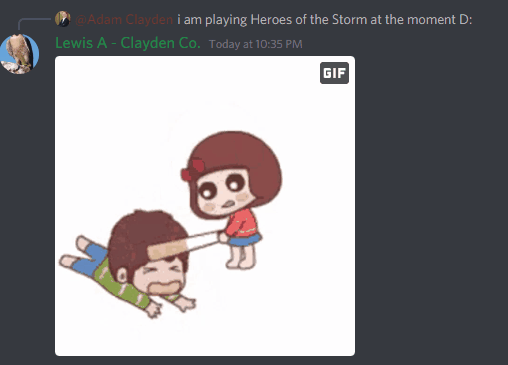 @Adam Clayden i am playing Heroes of the Storm at the moment D:
Lewis A - Clayden Co. Today at 10:35 PM
GIF